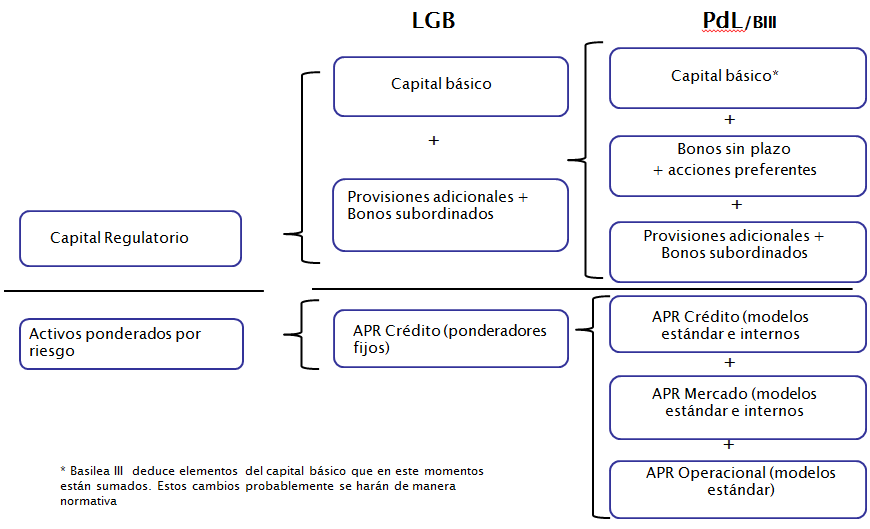 LGB
PdL/BIII
Capital básico
Capital básico*
+
+
Bonos sin plazo
+ acciones preferentes
Provisiones adicionales +
Bonos subordinados
+
Capital Regulatorio
Provisiones adicionales +
Bonos subordinados
Activos ponderados por
riesgo
APR Crédito (ponderadores
fijos)
APR Crédito (modelos
estándar e internos
+
APR Mercado (modelos
estándar e internos
+
APR Operacional (modelos
estándar)
* Basilea III deduce elementos del capital básico que en este momentos
están sumados. Estos cambios probablemente se harán de manera
normativa